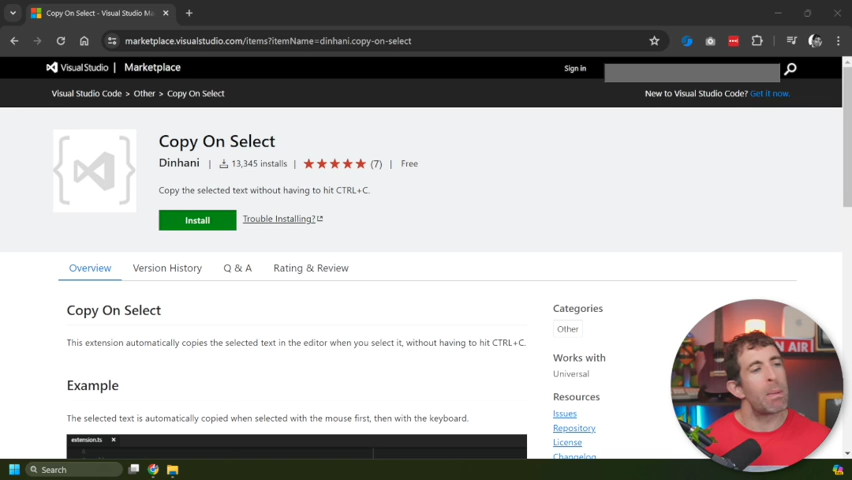 Copy On Select - Visual Studio Ma
marketplace.visualstudio.com/items?itemName=dinhani.copy-on-select
Visual Studio | Marketplace
Sign in
Visual Studio Code > Other > Copy On Select
New to Visual Studio Code? Get it now.
Copy On Select
Dinhani | 13,345 installs | (7) | Free
Copy the selected text without having to hit CTRL+C.
Install
Trouble Installing?
Overview
Version History
Q & A
Rating & Review
Copy On Select
This extension automatically copies the selected text in the editor when you select it, without having to hit CTRL+C.
Example
The selected text is automatically copied when selected with the mouse first, then with the keyboard.
extension.ts
Categories
Other
Works with
Universal
Resources
Issues
Repository
License
Changelog
ON AIR
Search